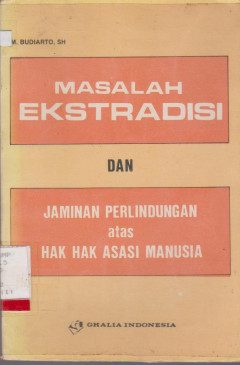 M. BUDIARTO, SH
MASALAH
EKSTRADISI
DAN
JAMINAN PERLINDUNGAN
atas
HAK HAK ASASI MANUSIA
GHALIA INDONESIA